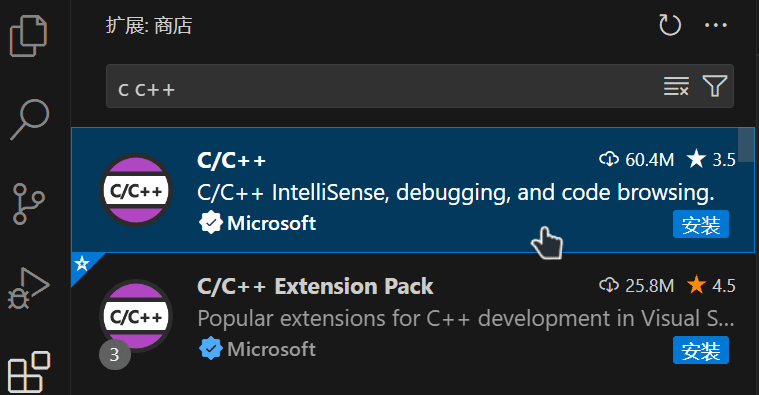 扩展: 商店
c c++
C/C++
C/C++ 60.4M 3.5
C/C++ IntelliSense, debugging, and code browsing.
Microsoft 安装
C/C++ Extension Pack 25.8M 4.5
C/C++
Popular extensions for C++ development in Visual S...
3 Microsoft 安装